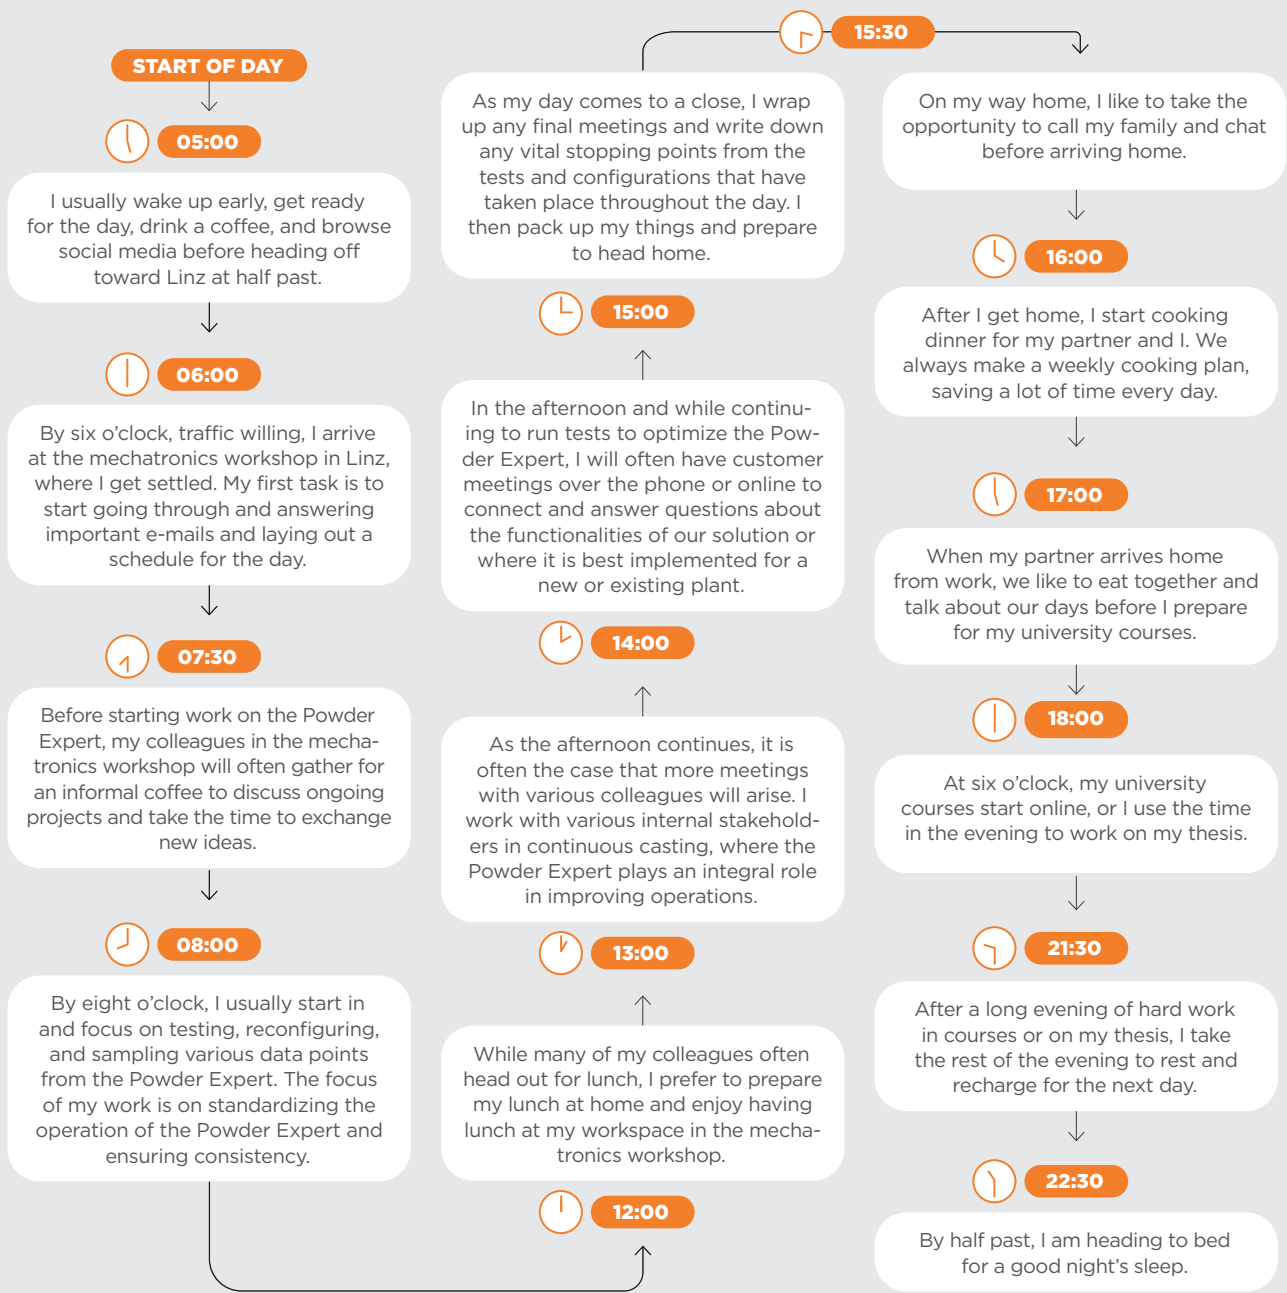 START OF DAY
05:00
I usually wake up early, get ready
for the day, drink a coffee, and browse
social media before heading off
toward Linz at half past.
06:00
By six o'clock, traffic willing, I arrive
at the mechatronics workshop in Linz,
where I get settled. My first task is to
start going through and answering
important e-mails and laying out a
schedule for the day.
07:30
Before starting work on the Powder
Expert, my colleagues in the mecha-
tronics workshop will often gather for
an informal coffee to discuss ongoing
projects and take the time to exchange
new ideas.
08:00
By eight o'clock, I usually start in
and focus on testing, reconfiguring,
and sampling various data points
from the Powder Expert. The focus
of my work is on standardizing the
operation of the Powder Expert and
ensuring consistency.
12:00
While many of my colleagues often
head out for lunch, I prefer to prepare
my lunch at home and enjoy having
lunch at my workspace in the mecha-
tronics workshop.
13:00
As the afternoon continues, it is
often the case that more meetings
with various colleagues will arise. I
work with various internal stakehold-
ers in continuous casting, where the
Powder Expert plays an integral role
in improving operations.
14:00
In the afternoon and while continu-
ing to run tests to optimize the Pow-
der Expert, I will often have customer
meetings over the phone or online to
connect and answer questions about
the functionalities of our solution or
where it is best implemented for a
new or existing plant.
15:00
As my day comes to a close, I wrap
up any final meetings and write down
any vital stopping points from the
tests and configurations that have
taken place throughout the day. I
then pack up my things and prepare
to head home.
15:30
On my way home, I like to take the
opportunity to call my family and chat
before arriving home.
16:00
After I get home, I start cooking
dinner for my partner and I. We
always make a weekly cooking plan,
saving a lot of time every day.
17:00
When my partner arrives home
from work, we like to eat together and
talk about our days before I prepare
for my university courses.
18:00
At six o'clock, my university
courses start online, or I use the time
in the evening to work on my thesis.
21:30
After a long evening of hard work
in courses or on my thesis, I take
the rest of the evening to rest and
recharge for the next day.
22:30
By half past, I am heading to bed
for a good night's sleep.